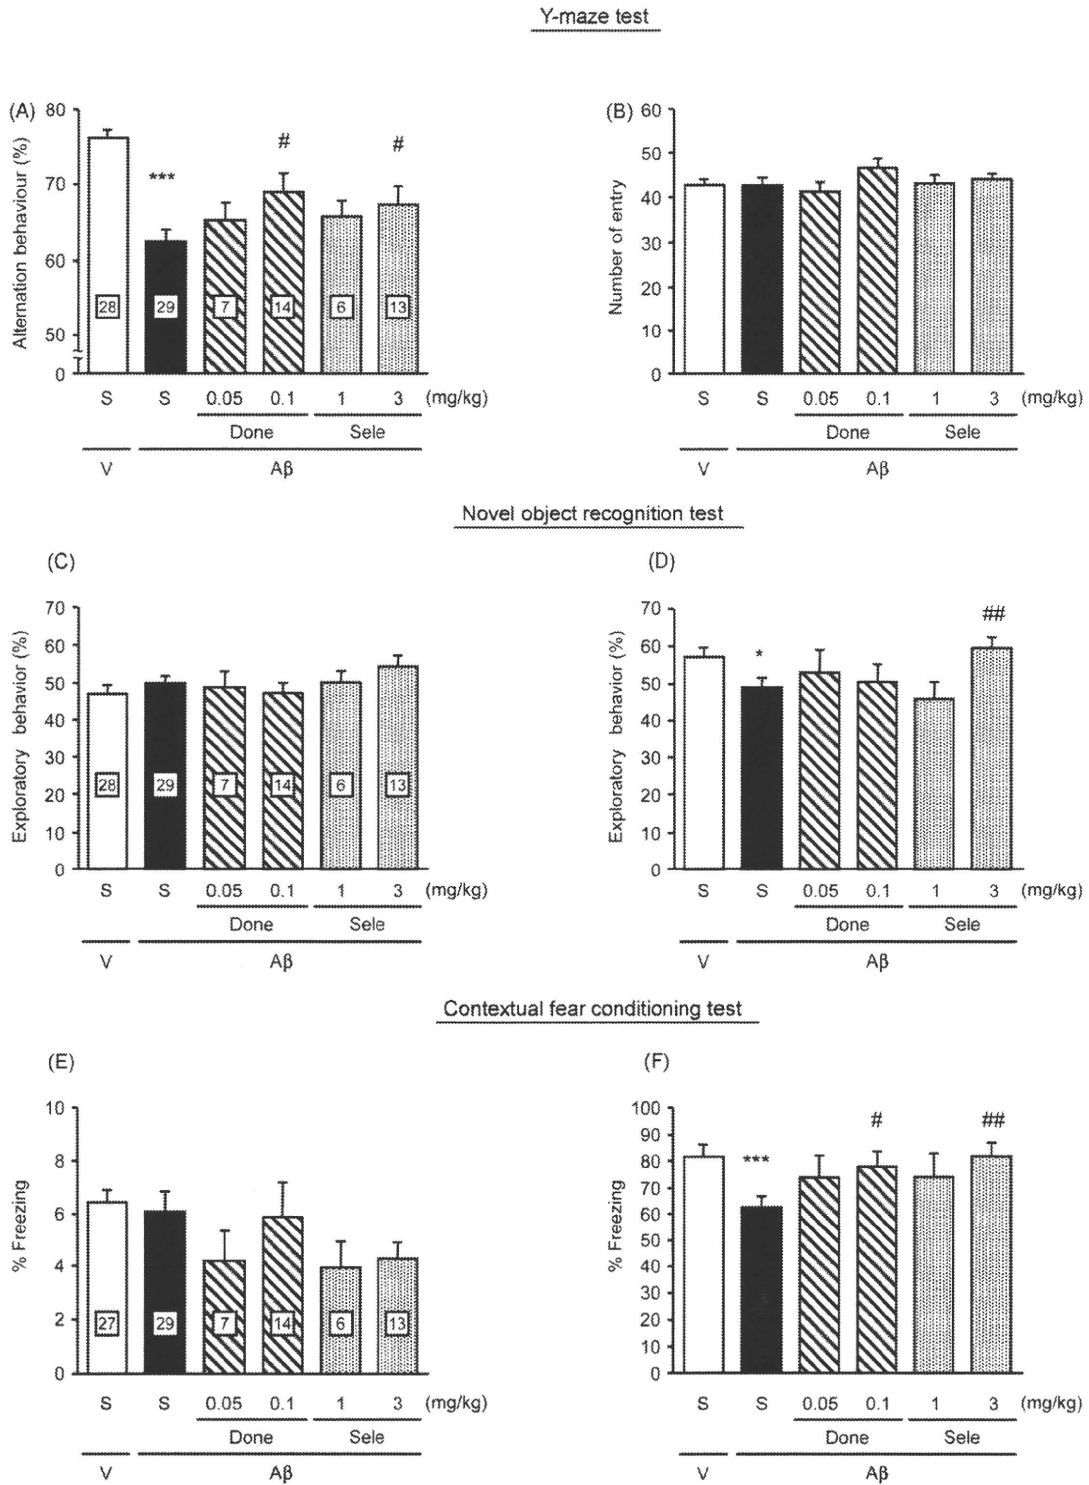 Y-maze test
(A)
Alternation behaviour (%)
80
70
60
50
0
***
#
#
28
29
7
14
6
13
S S 0.05 0.1 1 3 (mg/kg)
Done Sele
V Aβ
(B)
Number of entry
60
50
40
30
20
10
0
S S 0.05 0.1 1 3 (mg/kg)
Done Sele
V Aβ
Novel object recognition test
(C)
Exploratory behavior (%)
70
60
50
40
30
20
10
0
28
29
7
14
6
13
S S 0.05 0.1 1 3 (mg/kg)
Done Sele
V Aβ
(D)
Exploratory behavior (%)
70
60
50
40
30
20
10
0
*
##
S S 0.05 0.1 1 3 (mg/kg)
Done Sele
V Aβ
Contextual fear conditioning test
(E)
% Freezing
10
8
6
4
2
0
27
29
7
14
6
13
S S 0.05 0.1 1 3 (mg/kg)
Done Sele
V Aβ
(F)
% Freezing
100
90
80
70
60
50
40
30
20
10
0
***
#
##
S S 0.05 0.1 1 3 (mg/kg)
Done Sele
V Aβ